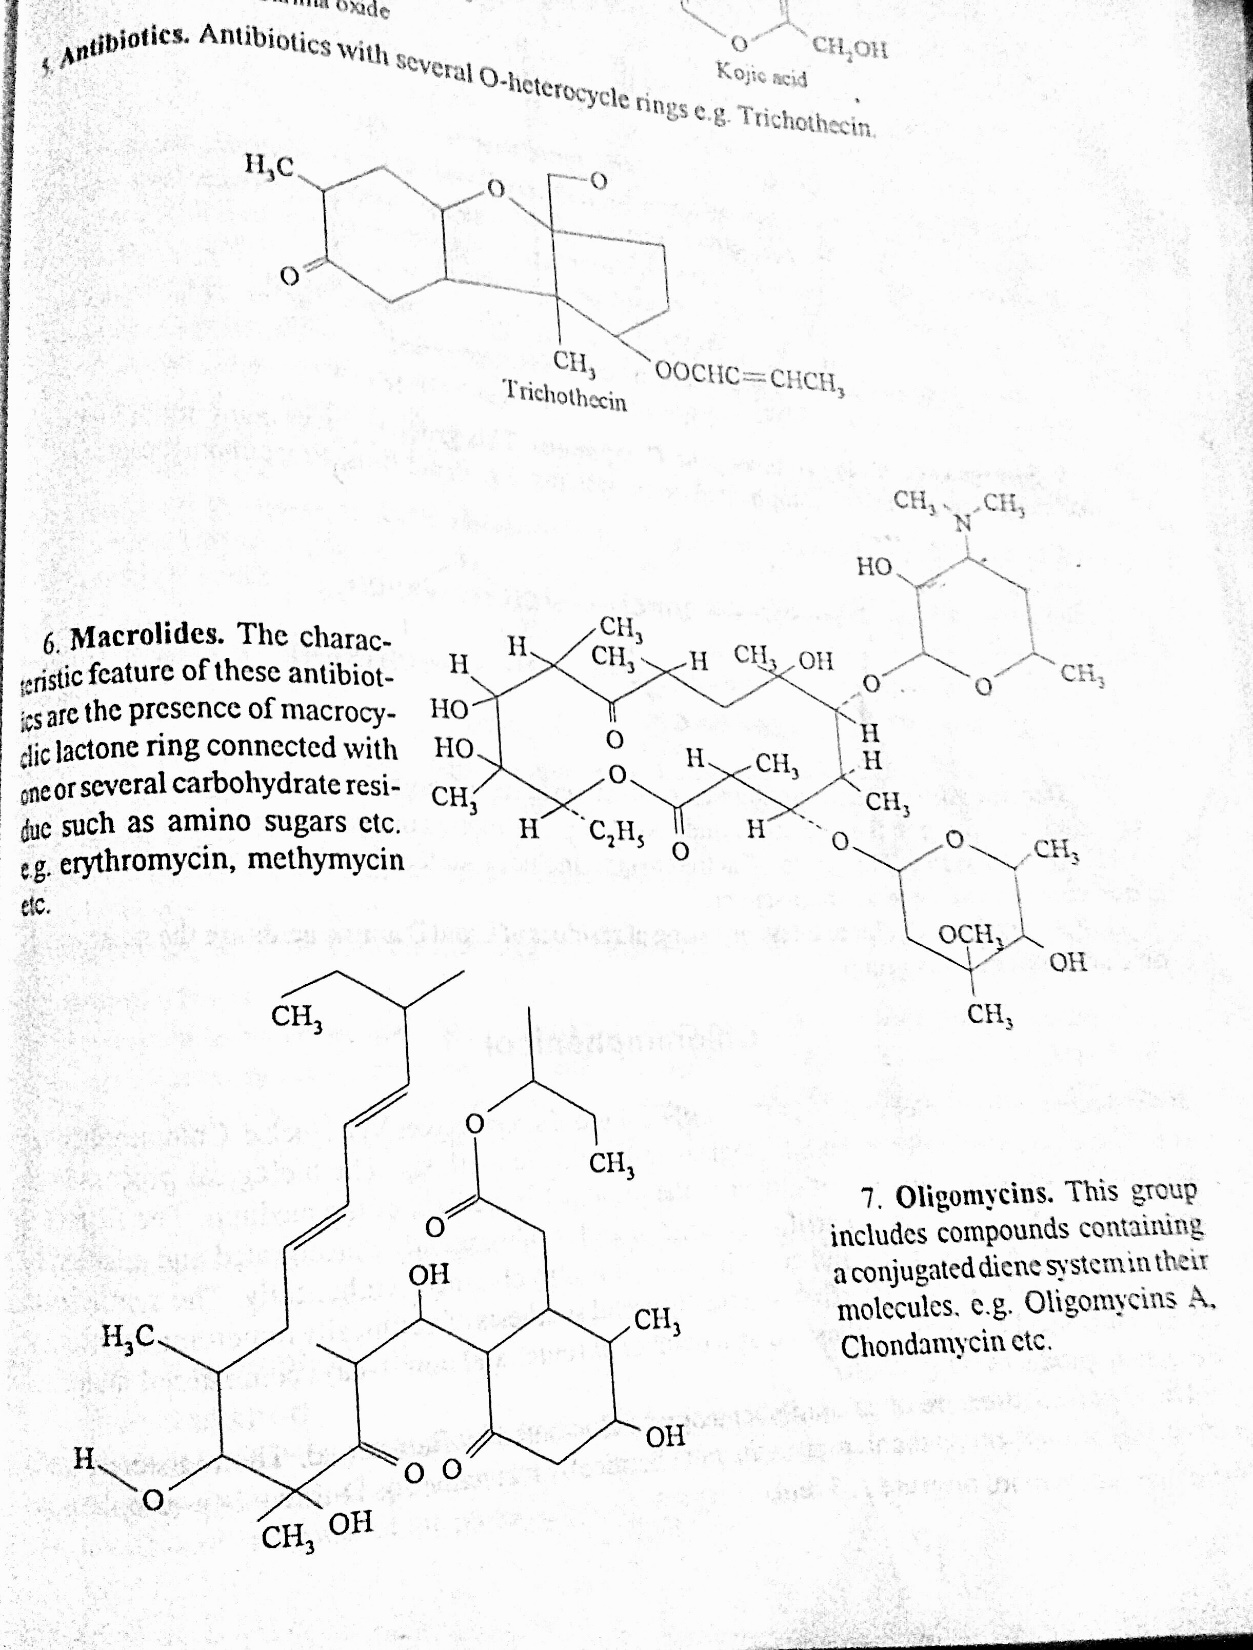 oxide
O
CH₂OH
Kojic acid
5. Antibiotics. Antibiotics with several O-heterocycle rings e.g. Trichothecin.
H₃C
O
O
O
CH₃
OOCHC=CHCH₃
Trichothecin
6. Macrolides. The charac-
teristic feature of these antibiot-
ics are the presence of macrocy-
clic lactone ring connected with
one or several carbohydrate resi-
due such as amino sugars etc.
e.g. erythromycin, methymycin
etc.
CH₃ CH₃
N
HO
H H CH₃
CH₃ H CH₃ OH
O O CH₃
HO
O H
HO O H CH₃ H
CH₃ CH₃
H C₂H₅ O H O O CH₃
OCH₃ OH
CH₃
CH₃
O
CH₃
O
OH
H₃C CH₃
H OH
O O O
CH₃ OH
7. Oligomycins. This group
includes compounds containing
a conjugated diene system in their
molecules. e.g. Oligomycins A,
Chondamycin etc.